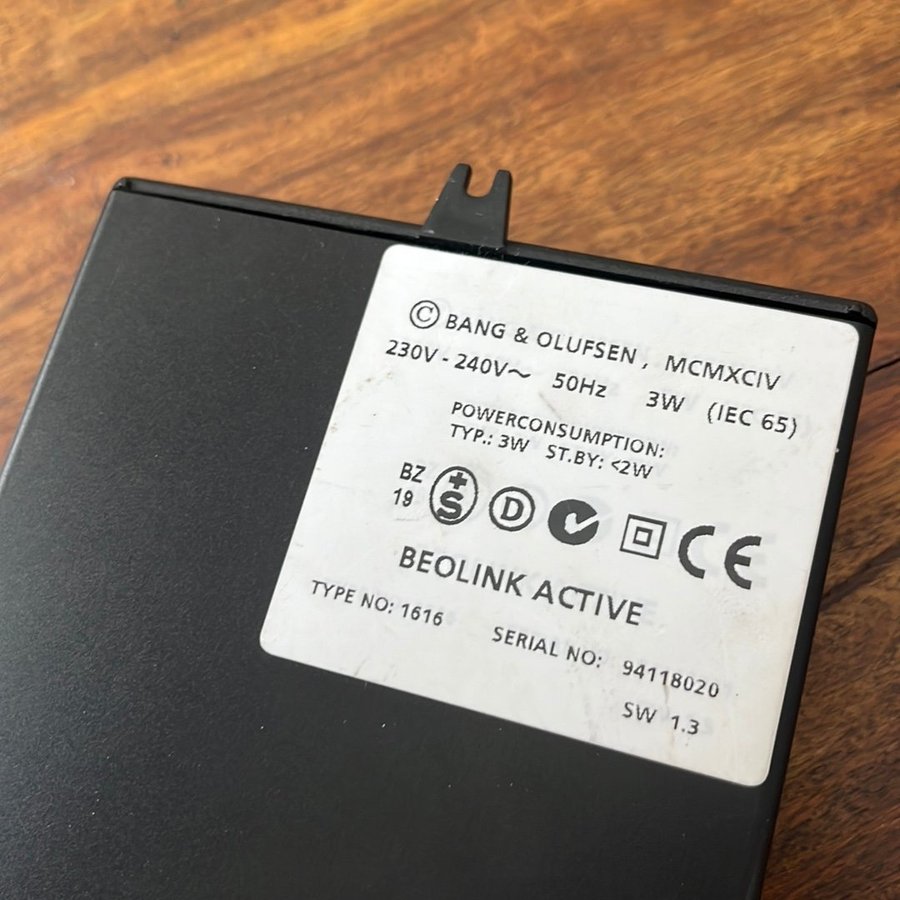 © BANG & OLUFSEN , MCMXCIV
230V - 240V~ 50Hz 3W (IEC 65)
POWERCONSUMPTION:
TYP.: 3W ST.BY: <2W
BZ
19 S D CE
BEOLINK ACTIVE
TYPE NO: 1616 SERIAL NO: 94118020
SW 1.3